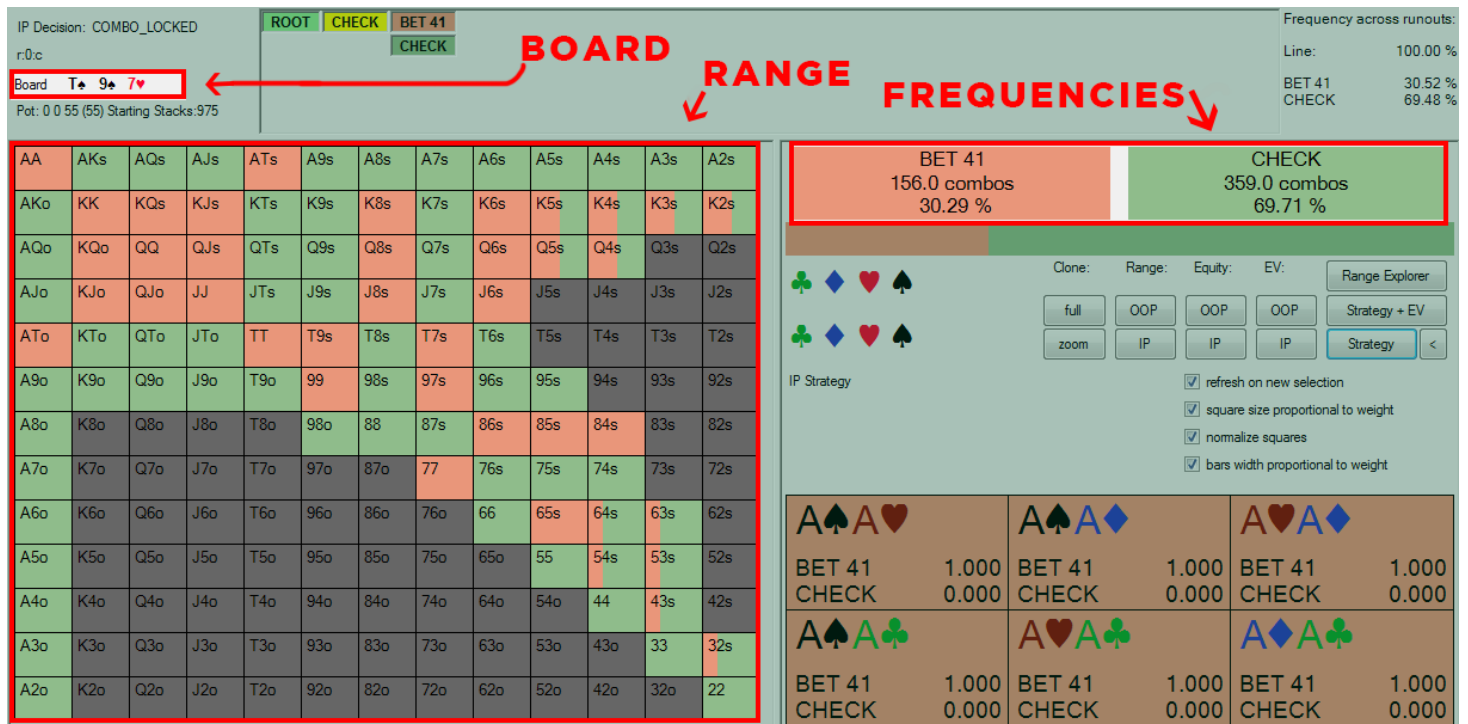 IP Decision: COMBO_LOCKED
r:0:c
Board T♠ 9♠ 7♥
Pot: 0 0 55 (55) Starting Stacks:975
ROOT CHECK BET 41
CHECK
BOARD
RANGE
FREQUENCIES
Frequency across runouts:
Line: 100.00 %
BET 41 30.52 %
CHECK 69.48 %
AA AKs AQs AJs ATs A9s A8s A7s A6s A5s A4s A3s A2s
AKo KK KQs KJs KTs K9s K8s K7s K6s K5s K4s K3s K2s
AQo KQo QQ QJs QTs Q9s Q8s Q7s Q6s Q5s Q4s Q3s Q2s
AJo KJo QJo JJ JTs J9s J8s J7s J6s J5s J4s J3s J2s
ATo KTo QTo JTo TT T9s T8s T7s T6s T5s T4s T3s T2s
A9o K9o Q9o J9o T9o 99 98s 97s 96s 95s 94s 93s 92s
A8o K8o Q8o J8o T8o 98o 88 87s 86s 85s 84s 83s 82s
A7o K7o Q7o J7o T7o 97o 87o 77 76s 75s 74s 73s 72s
A6o K6o Q6o J6o T6o 96o 86o 76o 66 65s 64s 63s 62s
A5o K5o Q5o J5o T5o 95o 85o 75o 65o 55 54s 53s 52s
A4o K4o Q4o J4o T4o 94o 84o 74o 64o 54o 44 43s 42s
A3o K3o Q3o J3o T3o 93o 83o 73o 63o 53o 43o 33 32s
A2o K2o Q2o J2o T2o 92o 82o 72o 62o 52o 42o 32o 22
BET 41 CHECK
156.0 combos 359.0 combos
30.29 % 69.71 %
Clone: Range: Equity: EV:
Range Explorer
full OOP OOP OOP Strategy + EV
zoom IP IP IP Strategy <
IP Strategy
refresh on new selection
square size proportional to weight
normalize squares
bars width proportional to weight
A♠A♥ A♠A♦ A♥A♦
BET 41 1.000 BET 41 1.000 BET 41 1.000
CHECK 0.000 CHECK 0.000 CHECK 0.000
A♠A♣ A♥A♣ A♦A♣
BET 41 1.000 BET 41 1.000 BET 41 1.000
CHECK 0.000 CHECK 0.000 CHECK 0.000